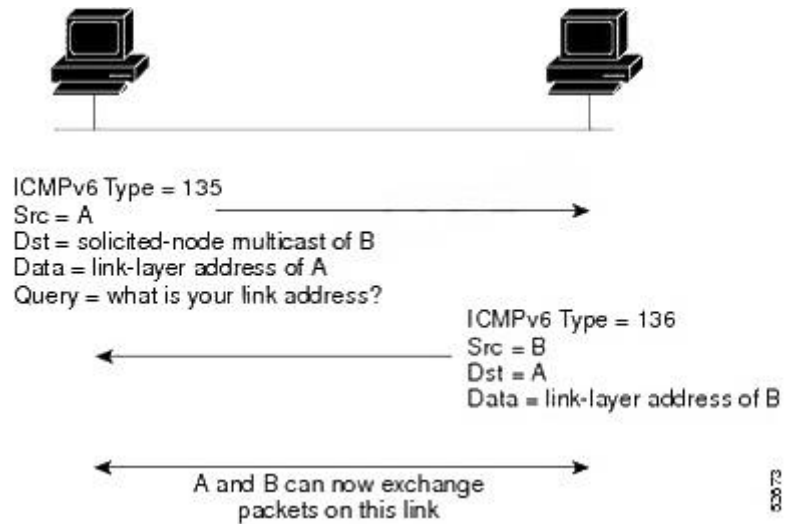 ICMPv6 Type = 135
Src = A
Dst = solicited-node multicast of B
Data = link-layer address of A
Query = what is your link address?
ICMPv6 Type = 136
Src = B
Dst = A
Data = link-layer address of B
A and B can now exchange
packets on this link
52673